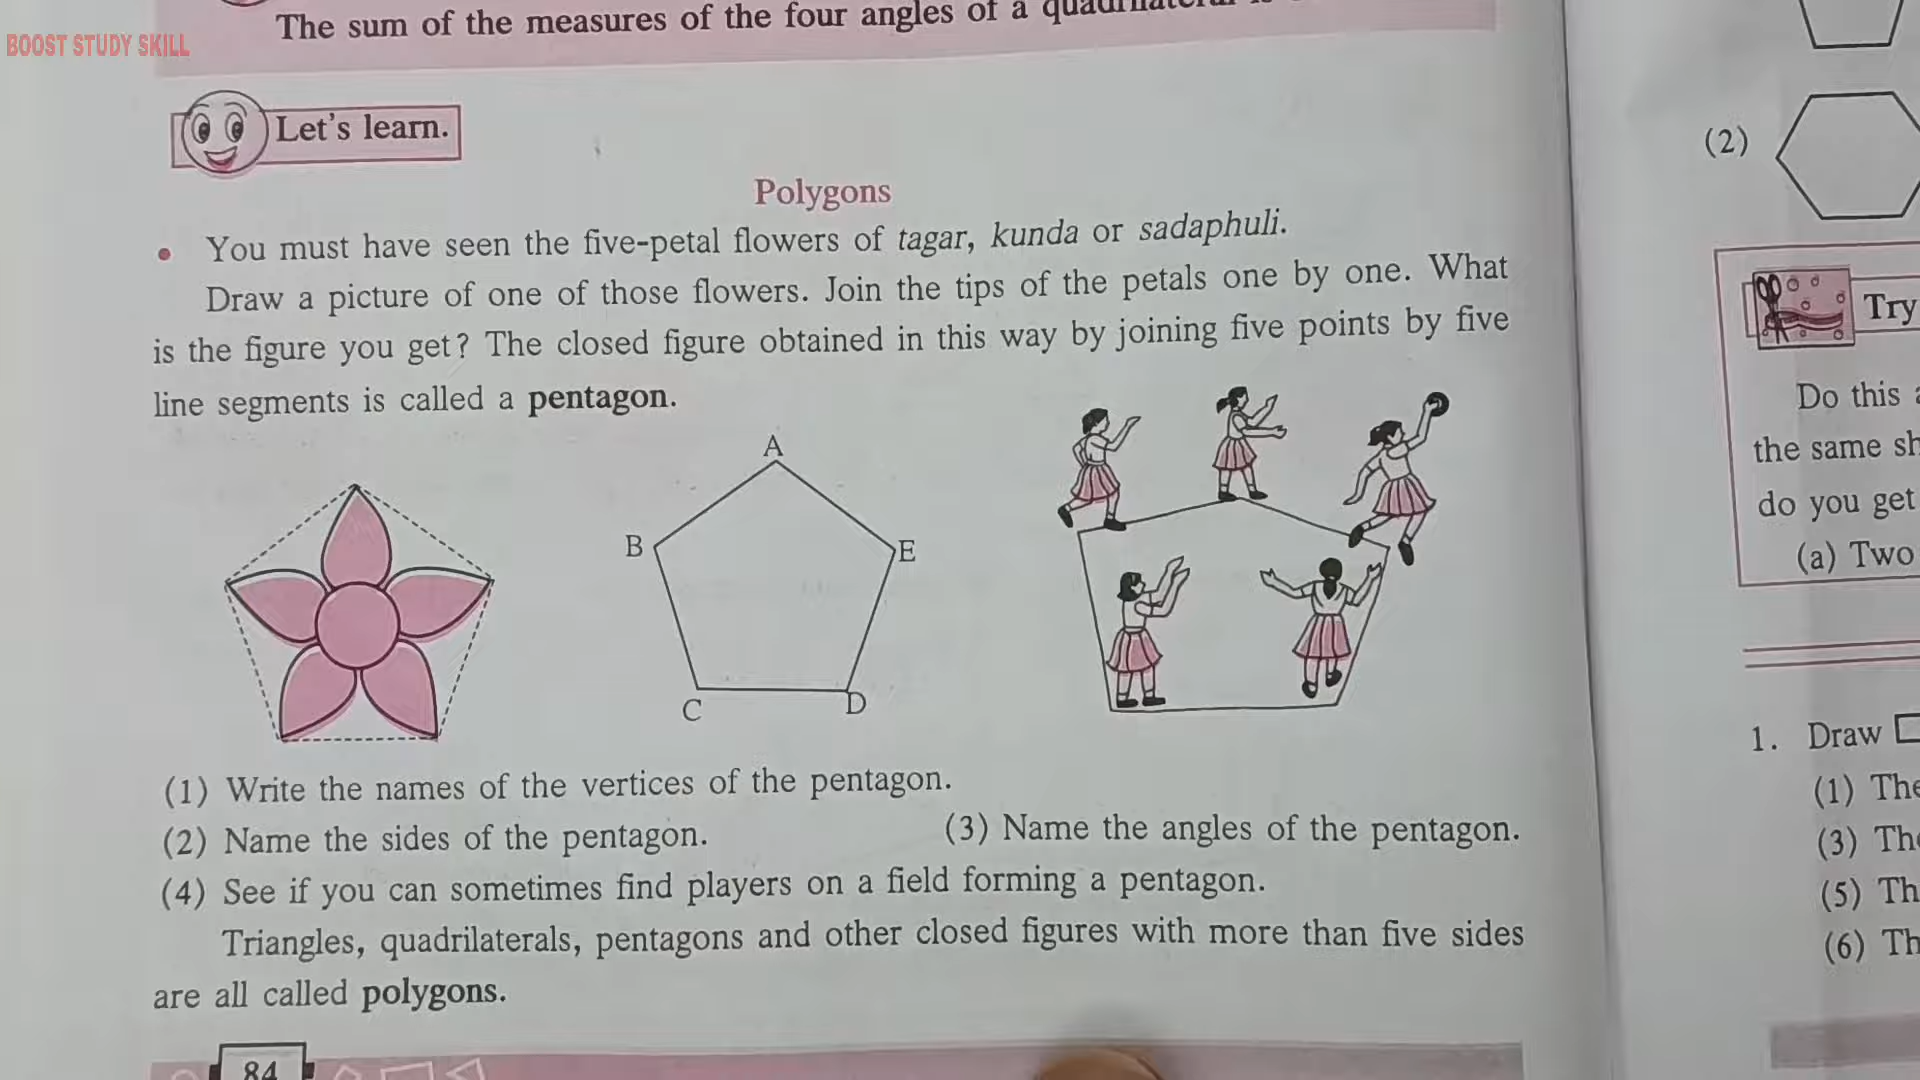 The sum of the measures of the four angles of a
BOOST STUDY SKILL
Let's learn.
Polygons
• You must have seen the five-petal flowers of tagar, kunda or sadaphuli.
Draw a picture of one of those flowers. Join the tips of the petals one by one. What
is the figure you get? The closed figure obtained in this way by joining five points by five
line segments is called a pentagon.
A
B
E
C
D
(1) Write the names of the vertices of the pentagon.
(2) Name the sides of the pentagon. (3) Name the angles of the pentagon.
(4) See if you can sometimes find players on a field forming a pentagon.
Triangles, quadrilaterals, pentagons and other closed figures with more than five sides
are all called polygons.
84
(2)
Try
Do this
the same
do you get
(a) Two
1. Draw
(1)
(3)
(5)
(6)